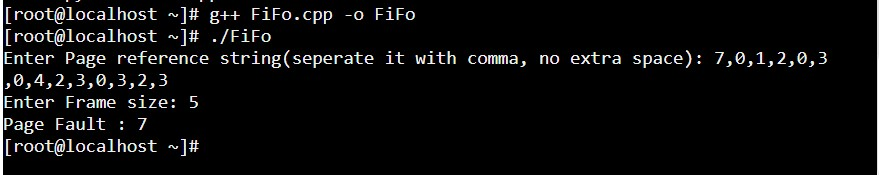 [root@localhost ~]# g++ FiFo.cpp -o FiFo
[root@localhost ~]# ./FiFo
Enter Page reference string(seperate it with comma, no extra space): 7,0,1,2,0,3
,0,4,2,3,0,3,2,3
Enter Frame size: 5
Page Fault : 7
[root@localhost ~]#